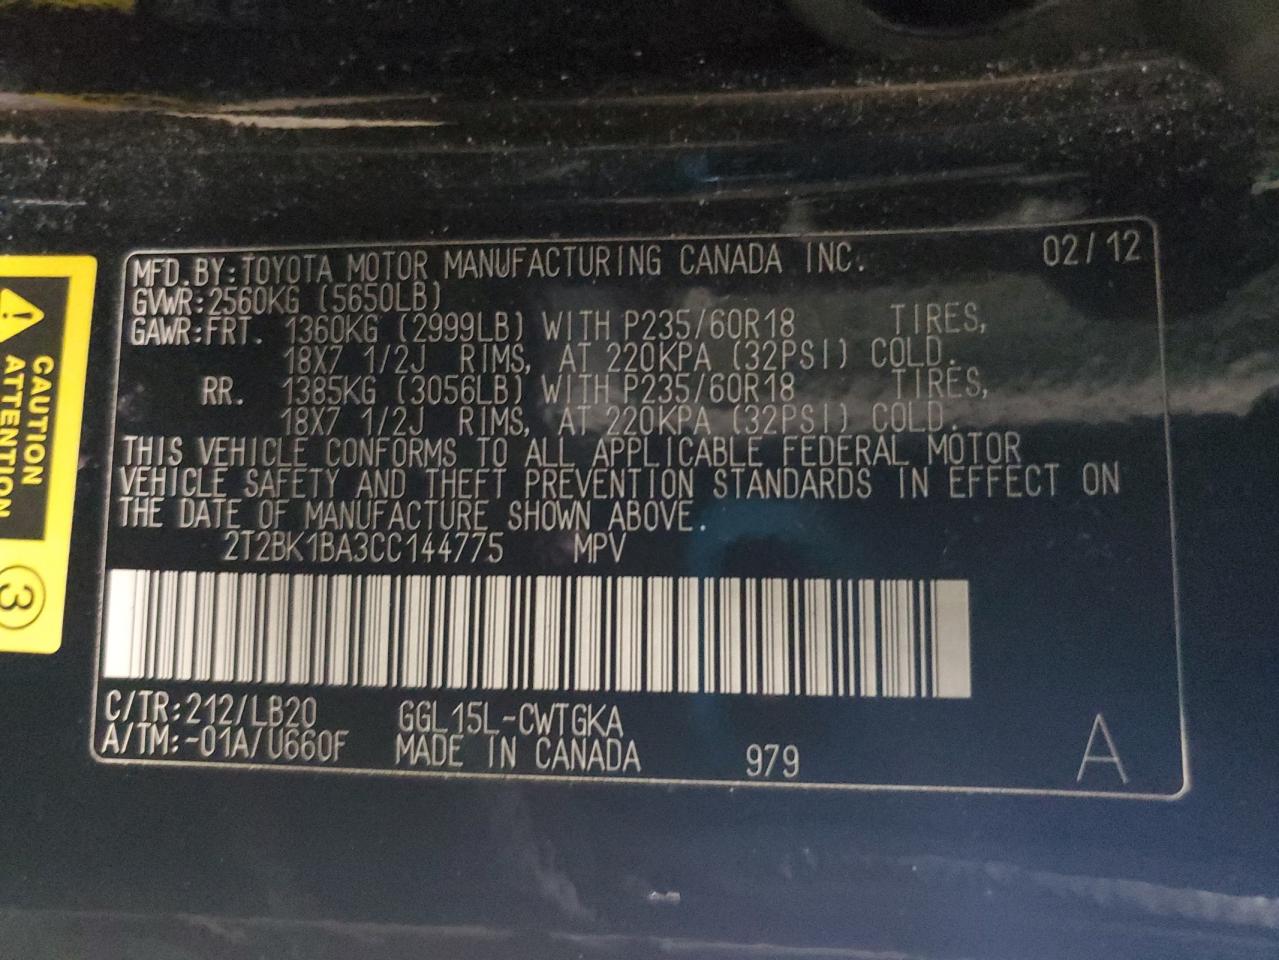 MFD. BY: TOYOTA MOTOR MANUFACTURING CANADA INC. 02/12
GVWR: 2560KG (5650LB)
GAWR: FRT. 1360KG (2999LB) WITH P235/60R18 TIRES,
18X7 1/2J RIMS, AT 220KPA (32PSI) COLD.
RR. 1385KG (3056LB) WITH P235/60R18 TIRES,
18X7 1/2J RIMS, AT 220KPA (32PSI) COLD.
THIS VEHICLE CONFORMS TO ALL APPLICABLE FEDERAL MOTOR
VEHICLE SAFETY AND THEFT PREVENTION STANDARDS IN EFFECT ON
THE DATE OF MANUFACTURE SHOWN ABOVE.
2T2BK1BA3CC144775 MPV
C/TR: 212/LB20 GGL15L-CWTGKA
A/TM: -01A/U660F MADE IN CANADA 979 A
CAUTION
ATTENTION
3